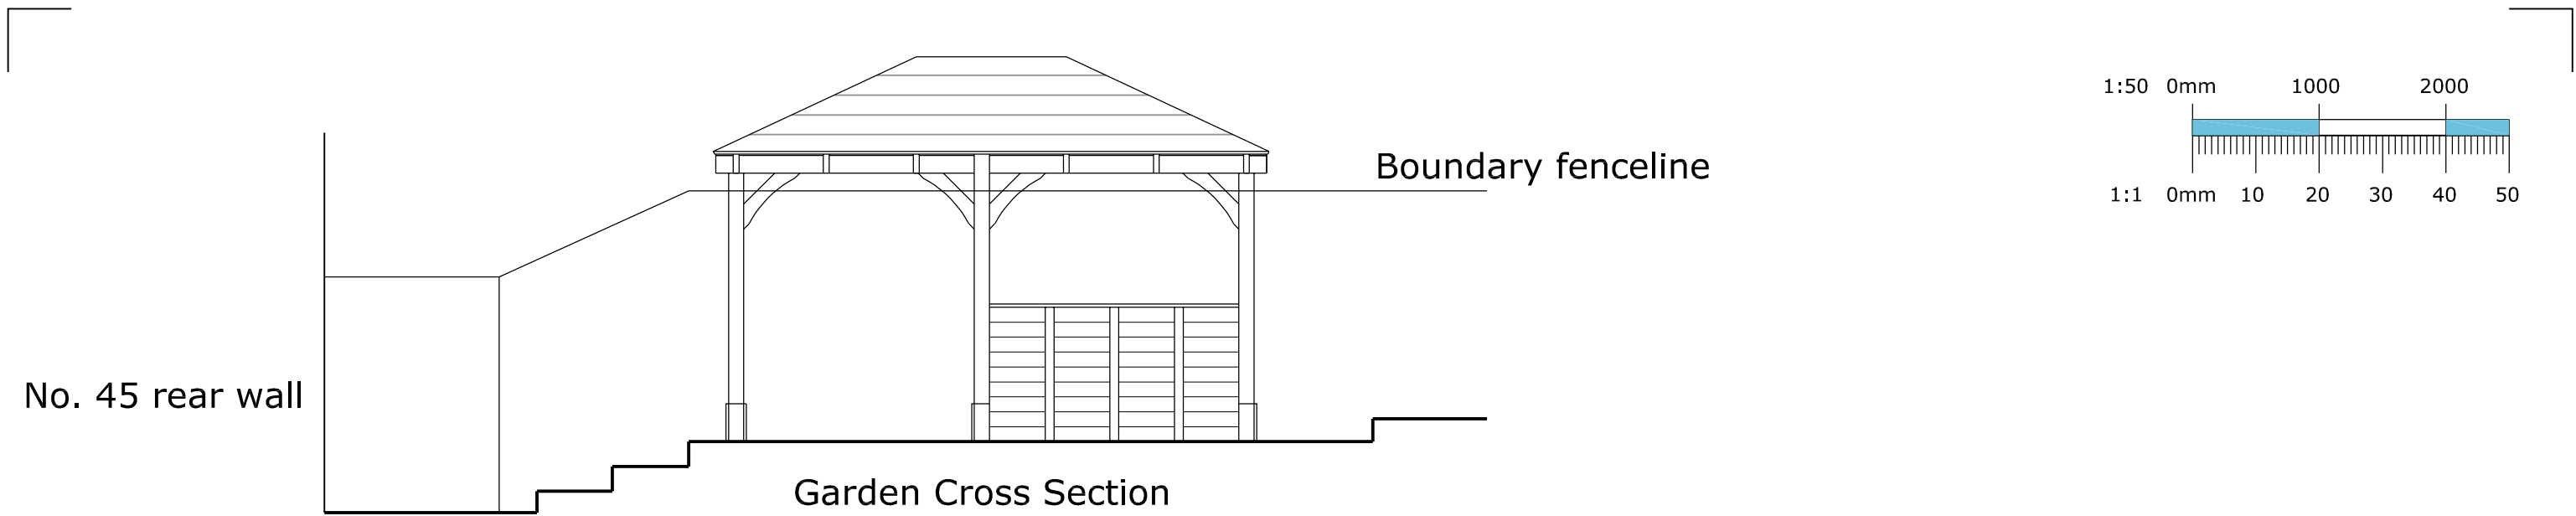 1:50 0mm 1000 2000
Boundary fenceline
1:1 0mm 10 20 30 40 50
No. 45 rear wall
Garden Cross Section